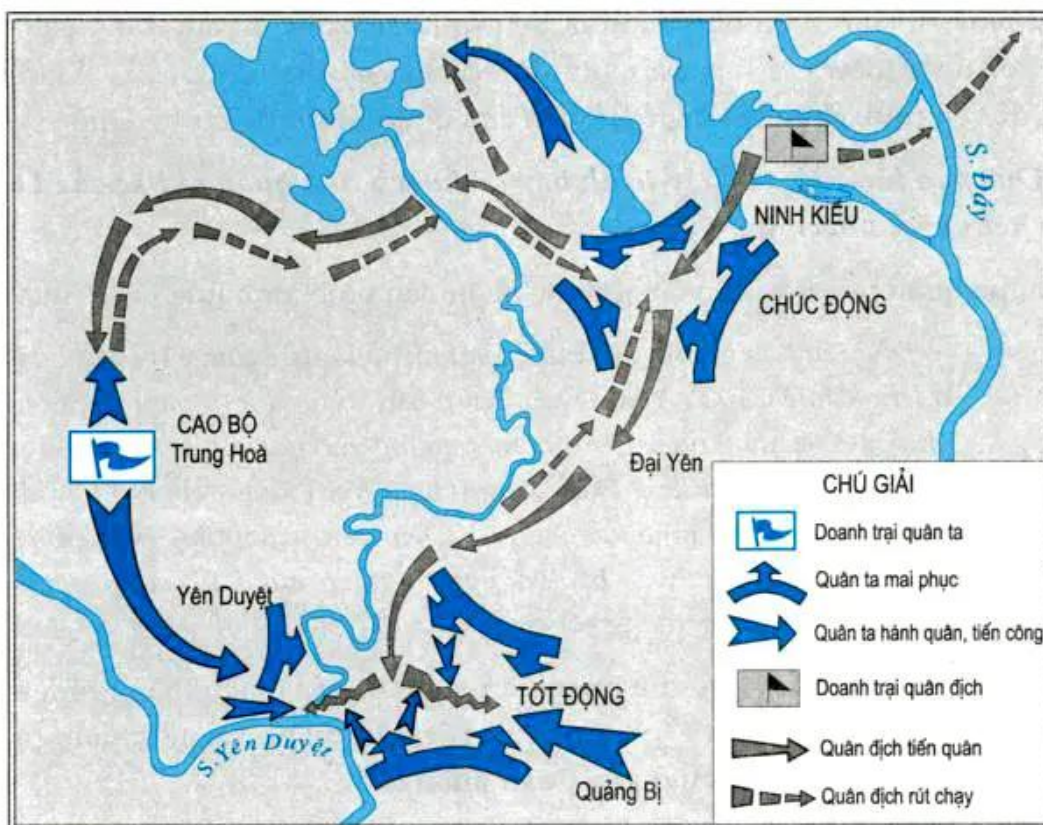 S. Đáy
NINH KIỀU
CHÚC ĐỘNG
CAO BỘ
Trung Hoà
Đại Yên
Yên Duyệt
TỐT ĐỘNG
S. Yên Duyệt
Quảng Bị
CHÚ GIẢI
Doanh trại quân ta
Quân ta mai phục
Quân ta hành quân, tiến công
Doanh trại quân địch
Quân địch tiến quân
Quân địch rút chạy